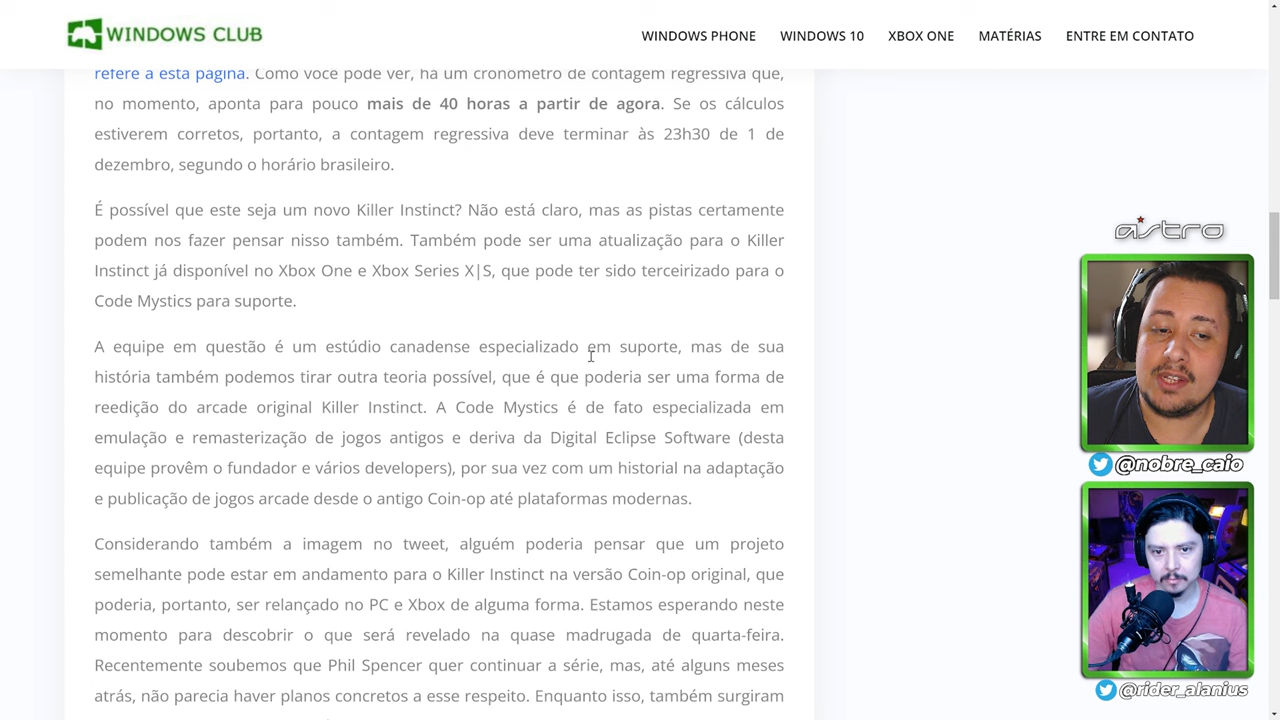 WINDOWS CLUB
WINDOWS PHONE WINDOWS 10 XBOX ONE MATÉRIAS ENTRE EM CONTATO
refere a esta página. Como você pode ver, há um cronômetro de contagem regressiva que,
no momento, aponta para pouco mais de 40 horas a partir de agora. Se os cálculos
estiverem corretos, portanto, a contagem regressiva deve terminar às 23h30 de 1 de
dezembro, segundo o horário brasileiro.
É possível que este seja um novo Killer Instinct? Não está claro, mas as pistas certamente
podem nos fazer pensar nisso também. Também pode ser uma atualização para o Killer
Instinct já disponível no Xbox One e Xbox Series X|S, que pode ter sido terceirizado para o
Code Mystics para suporte.
A equipe em questão é um estúdio canadense especializado em suporte, mas de sua
história também podemos tirar outra teoria possível, que é que poderia ser uma forma de
reedição do arcade original Killer Instinct. A Code Mystics é de fato especializada em
emulação e remasterização de jogos antigos e deriva da Digital Eclipse Software (desta
equipe provêm o fundador e vários developers), por sua vez com um historial na adaptação
e publicação de jogos arcade desde o antigo Coin-op até plataformas modernas.
Considerando também a imagem no tweet, alguém poderia pensar que um projeto
semelhante pode estar em andamento para o Killer Instinct na versão Coin-op original, que
poderia, portanto, ser relançado no PC e Xbox de alguma forma. Estamos esperando neste
momento para descobrir o que será revelado na quase madrugada de quarta-feira.
Recentemente soubemos que Phil Spencer quer continuar a série, mas, até alguns meses
atrás, não parecia haver planos concretos a esse respeito. Enquanto isso, também surgiram
astro
@nobre_caio
@rider_alanius